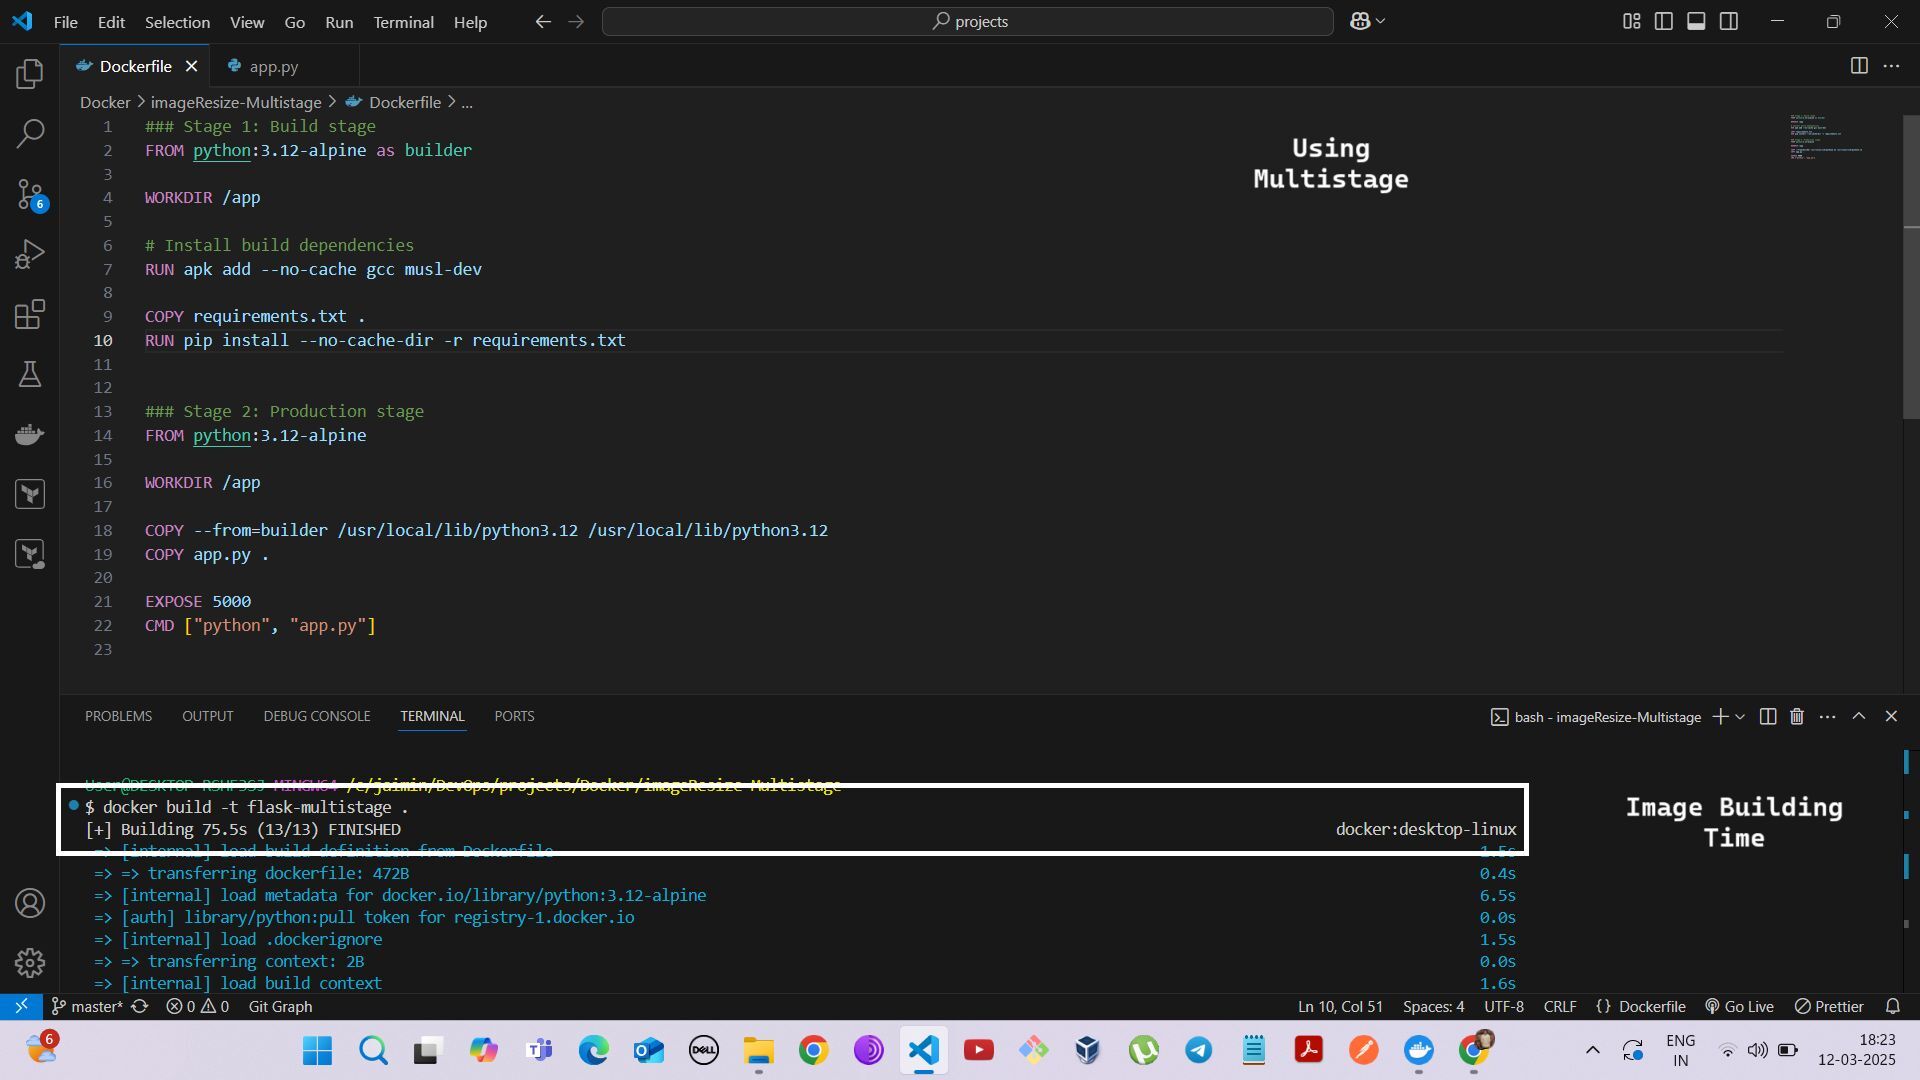 File Edit Selection View Go Run Terminal Help
projects
Dockerfile
app.py
Docker > imageResize-Multistage > Dockerfile > ...
1 ### Stage 1: Build stage
2 FROM python:3.12-alpine as builder
3
4 WORKDIR /app
5
6 # Install build dependencies
7 RUN apk add --no-cache gcc musl-dev
8
9 COPY requirements.txt .
10 RUN pip install --no-cache-dir -r requirements.txt
11
12
13 ### Stage 2: Production stage
14 FROM python:3.12-alpine
15
16 WORKDIR /app
17
18 COPY --from=builder /usr/local/lib/python3.12 /usr/local/lib/python3.12
19 COPY app.py .
20
21 EXPOSE 5000
22 CMD ["python", "app.py"]
23
Using
Multistage
6
PROBLEMS OUTPUT DEBUG CONSOLE TERMINAL PORTS
bash - imageResize-Multistage
MINGW64 /c/jaimin/DevOps/projects/Docker/imageResize-Multistage
$ docker build -t flask-multistage .
[+] Building 75.5s (13/13) FINISHED docker:desktop-linux
=> [internal] load build definition from Dockerfile 1.5s
=> => transferring dockerfile: 472B 0.4s
=> [internal] load metadata for docker.io/library/python:3.12-alpine 6.5s
=> [auth] library/python:pull token for registry-1.docker.io 0.0s
=> [internal] load .dockerignore 1.5s
=> => transferring context: 2B 0.0s
=> [internal] load build context 1.6s
Image Building
Time
master* 0 0 Git Graph
Ln 10, Col 51 Spaces: 4 UTF-8 CRLF {} Dockerfile Go Live Prettier
6
DELL
ENG
IN
18:23
12-03-2025